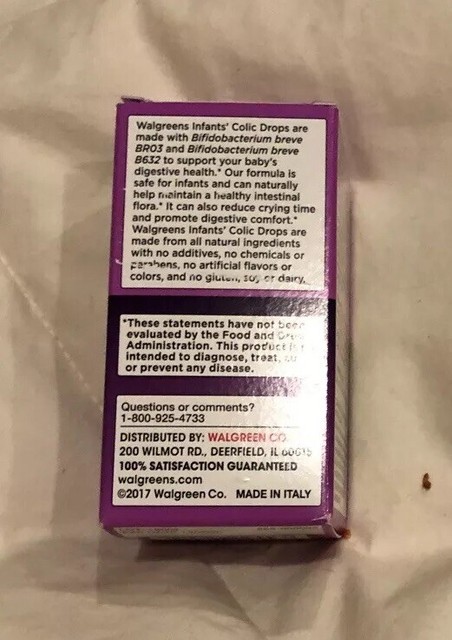 Walgreens Infants' Colic Drops are
made with Bifidobacterium breve
BR03 and Bifidobacterium breve
B632 to support your baby's
digestive health.* Our formula is
safe for infants and can naturally
help maintain a healthy intestinal
flora.* It can also reduce crying time
and promote digestive comfort.*
Walgreens Infants' Colic Drops are
made from all natural ingredients
with no additives, no chemicals or
parabens, no artificial flavors or
colors, and no gluten, soy or dairy.
*These statements have not been
evaluated by the Food and Drug
Administration. This product is
intended to diagnose, treat,
or prevent any disease.
Questions or comments?
1-800-925-4733
DISTRIBUTED BY: WALGREEN CO.
200 WILMOT RD., DEERFIELD, IL 60015
100% SATISFACTION GUARANTEED
walgreens.com
©2017 Walgreen Co. MADE IN ITALY